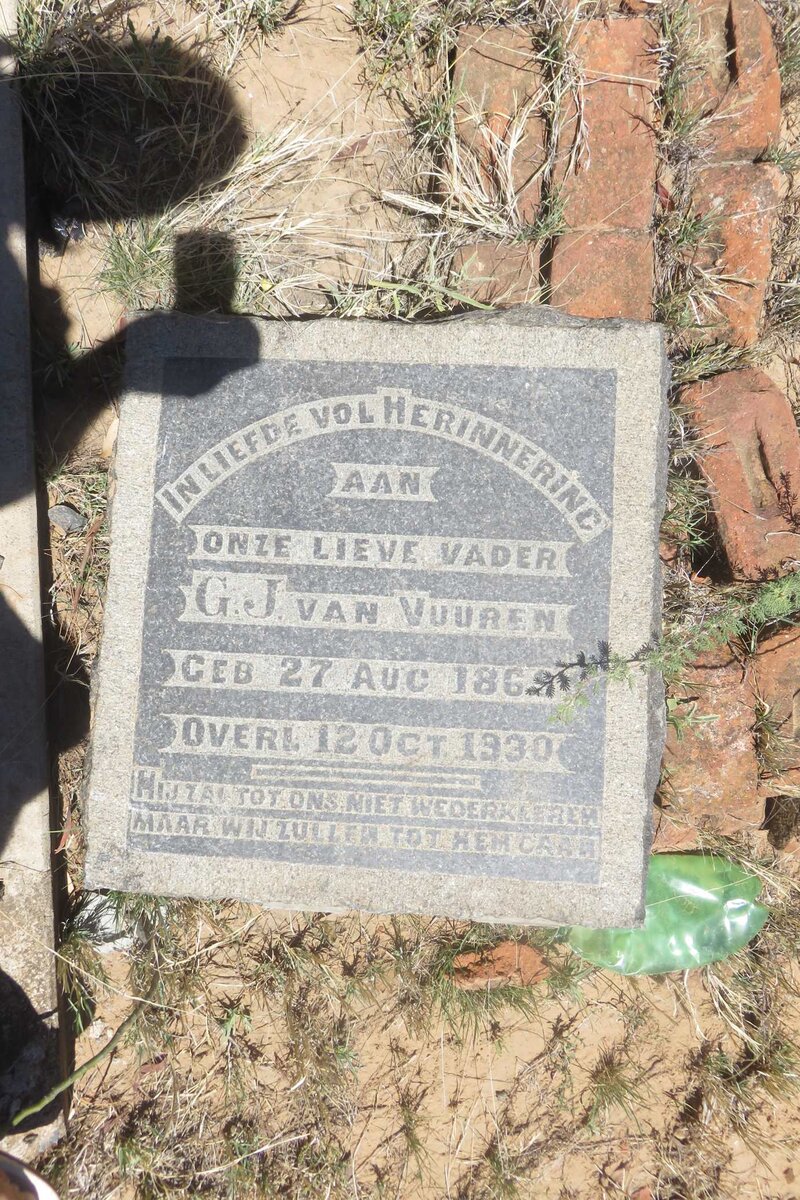 IN LIEFDE VOL HERINNERING
AAN
ONZE LIEVE VADER
G.J. VAN VUUREN
GEB 27 AUG
OVERL 12 OCT 1930
HIJ ZAL TOT ONS NIET WEDERKEEREN
MAAR WIJ ZULLEN TOT HEM GAAN